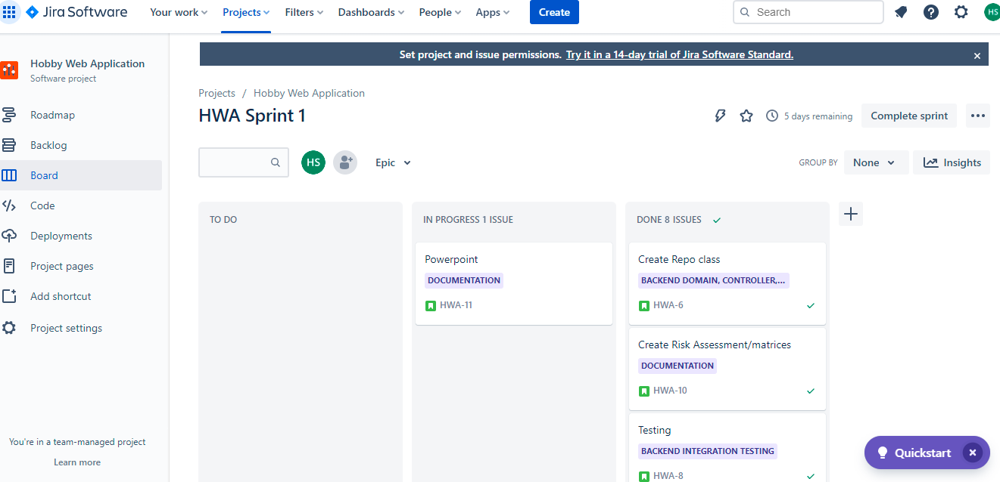 Jira Software
Your work
Projects
Filters
Dashboards
People
Apps
Create
Search
HS
Hobby Web Application
Software project
Roadmap
Backlog
Board
Code
Deployments
Project pages
Add shortcut
Project settings
You're in a team-managed project
Learn more
Set project and issue permissions. Try it in a 14-day trial of Jira Software Standard.
Projects / Hobby Web Application
HWA Sprint 1
5 days remaining
Complete sprint
HS
Epic
GROUP BY
None
Insights
TO DO
IN PROGRESS 1 ISSUE
Powerpoint
DOCUMENTATION
HWA-11
DONE 8 ISSUES
Create Repo class
BACKEND DOMAIN, CONTROLLER,...
HWA-6
Create Risk Assessment/matrices
DOCUMENTATION
HWA-10
Testing
BACKEND INTEGRATION TESTING
HWA-8
Quickstart